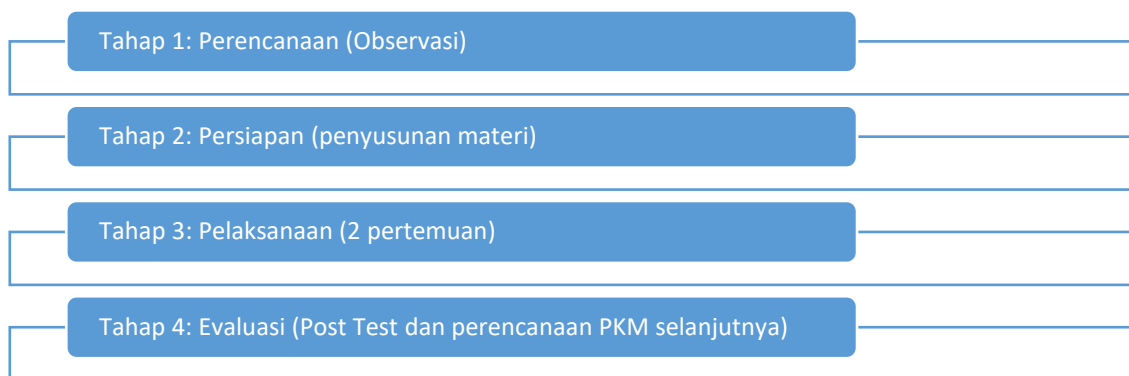 Tahap 1: Perencanaan (Observasi)
Tahap 2: Persiapan (penyusunan materi)
Tahap 3: Pelaksanaan (2 pertemuan)
Tahap 4: Evaluasi (Post Test dan perencanaan PKM selanjutnya)